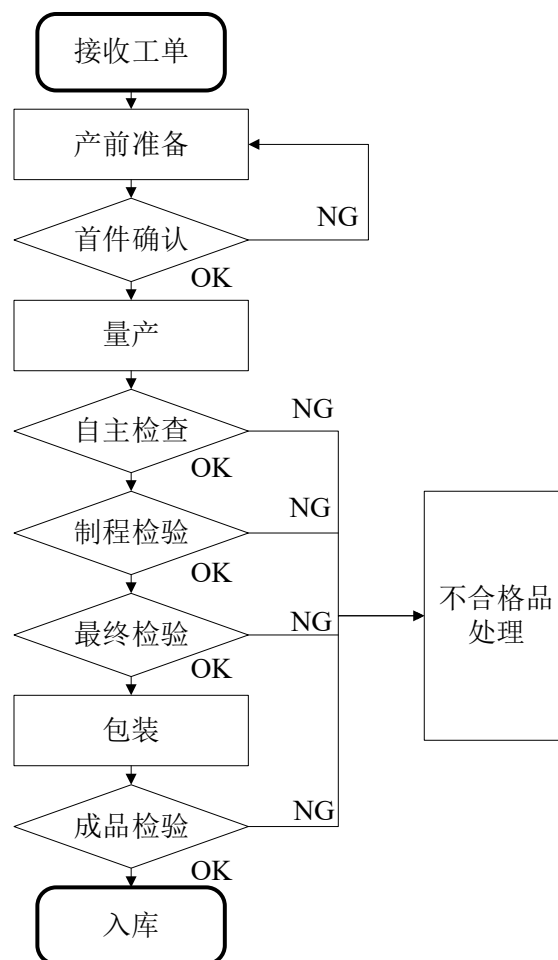 接收工单
产前准备
NG
首件确认
OK
量产
NG
自主检查
OK
NG
制程检验
OK
不合格品
处理
NG
最终检验
OK
包装
NG
成品检验
OK
入库